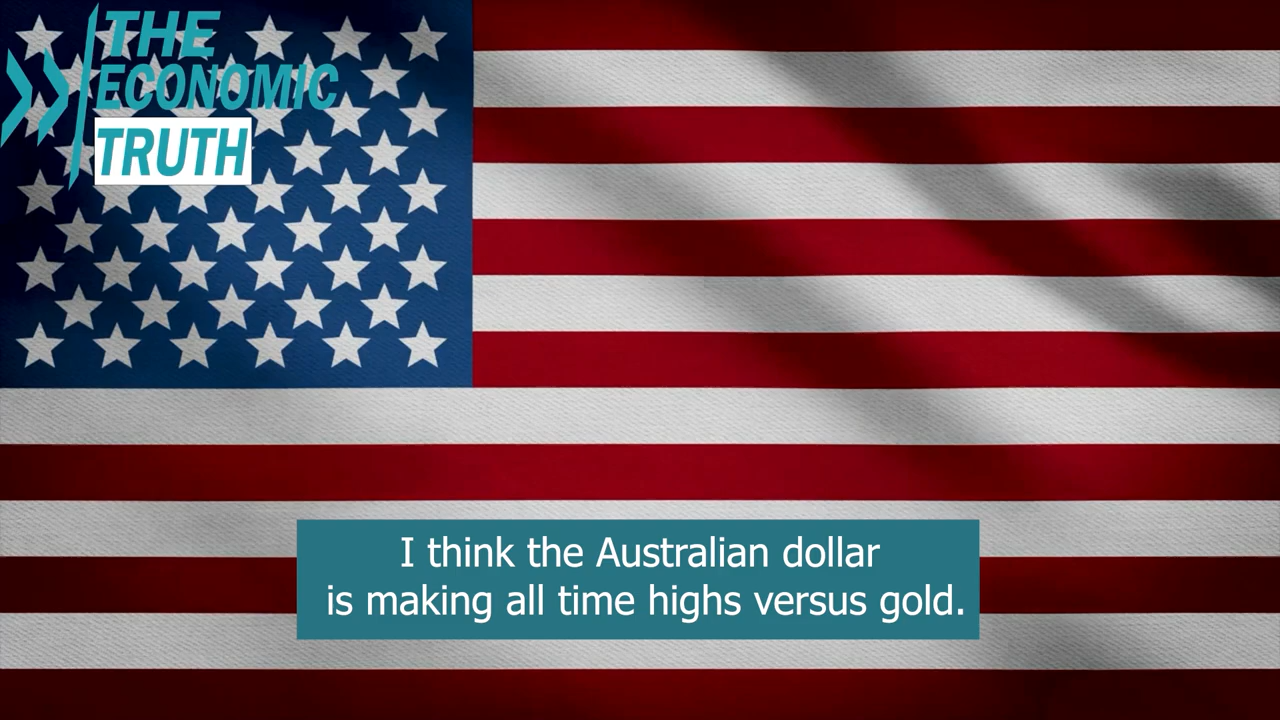 THE
ECONOMIC
TRUTH
I think the Australian dollar
is making all time highs versus gold.